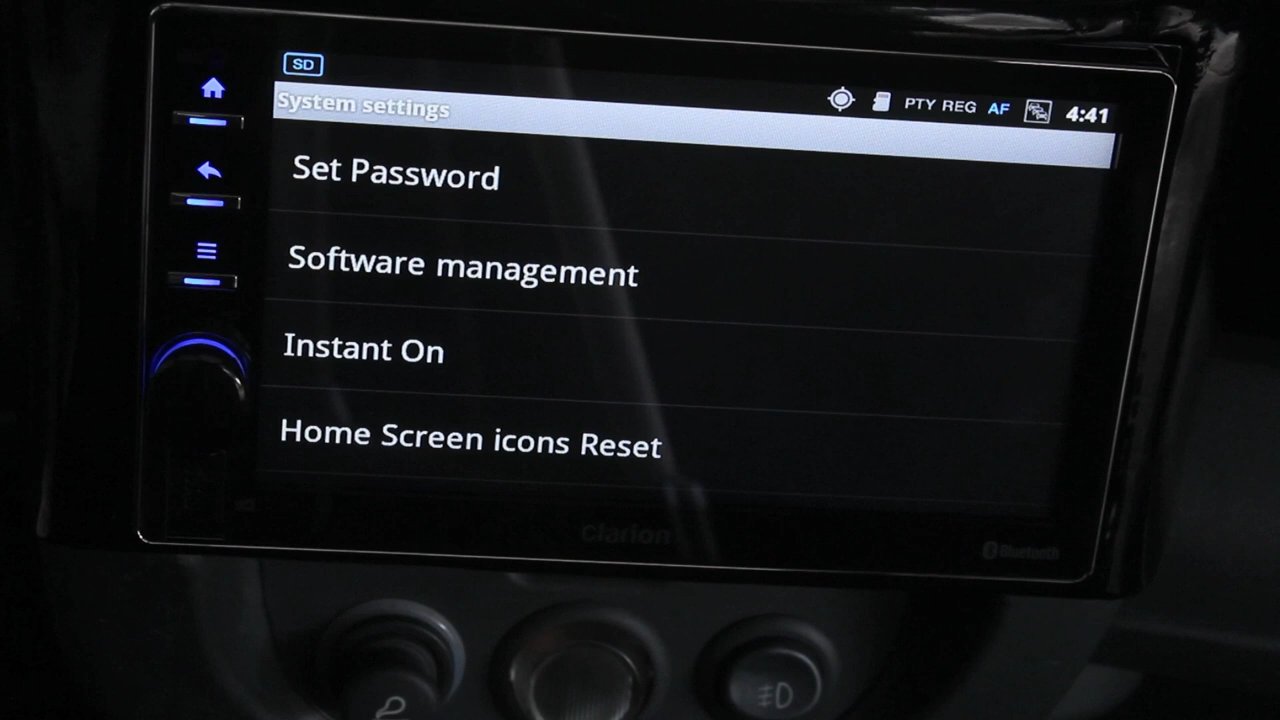 SD
System settings
PTY REG AF 4:41
Set Password
Software management
Instant On
Home Screen icons Reset
Clarion
Bluetooth